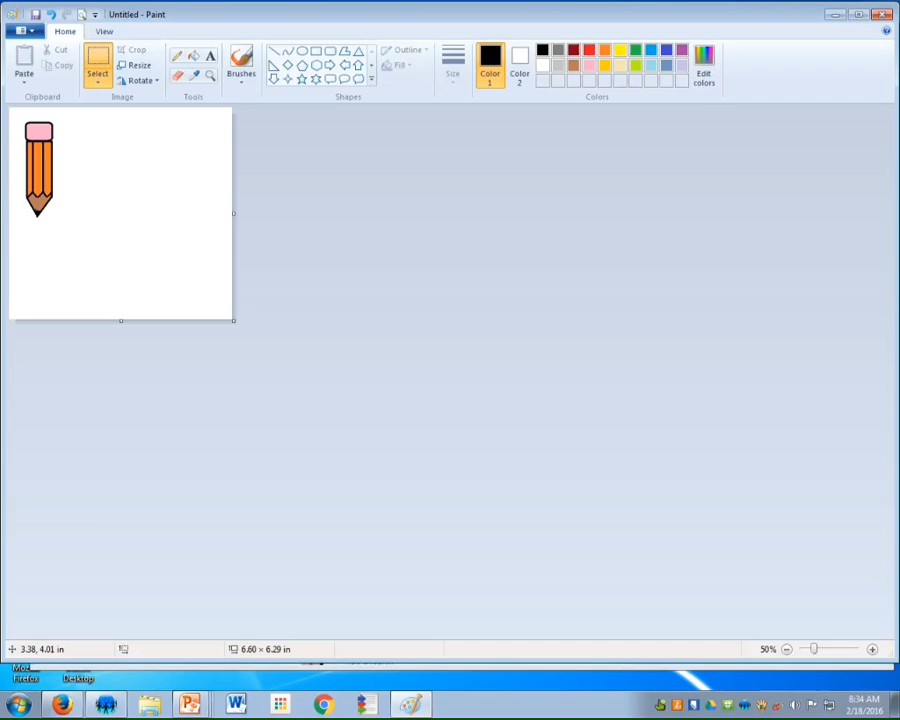 Untitled - Paint
Home View
Paste
Cut
Copy
Clipboard
Select
Crop
Resize
Rotate
Image
A
Tools
Brushes
Outline
Fill
Shapes
Size
Color 1
Color 2
Edit colors
Colors
3.38, 4.01 in
6.60 × 6.29 in
50%
Firefox
Desktop
8:34 AM
2/18/2016